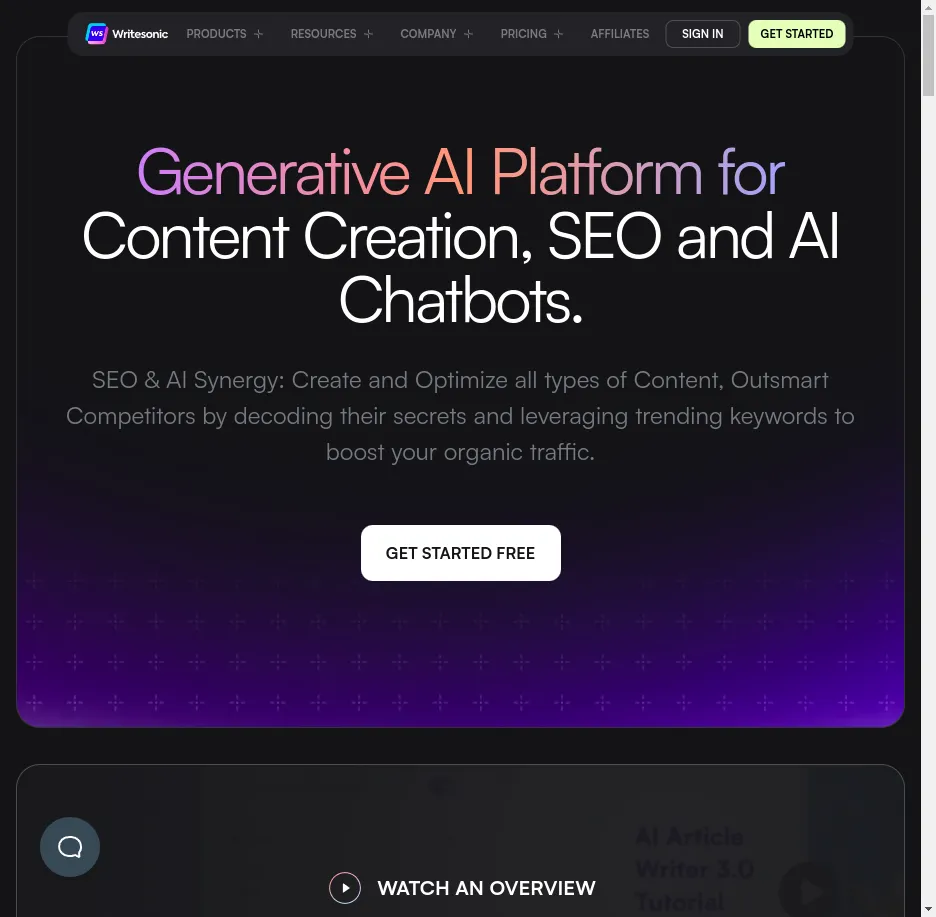 ws Writesonic PRODUCTS RESOURCES COMPANY PRICING AFFILIATES SIGN IN GET STARTED
Generative AI Platform for
Content Creation, SEO and AI
Chatbots.
SEO & AI Synergy: Create and Optimize all types of Content, Outsmart
Competitors by decoding their secrets and leveraging trending keywords to
boost your organic traffic.
GET STARTED FREE
AI Article
Writer 3.0
Tutorial
WATCH AN OVERVIEW